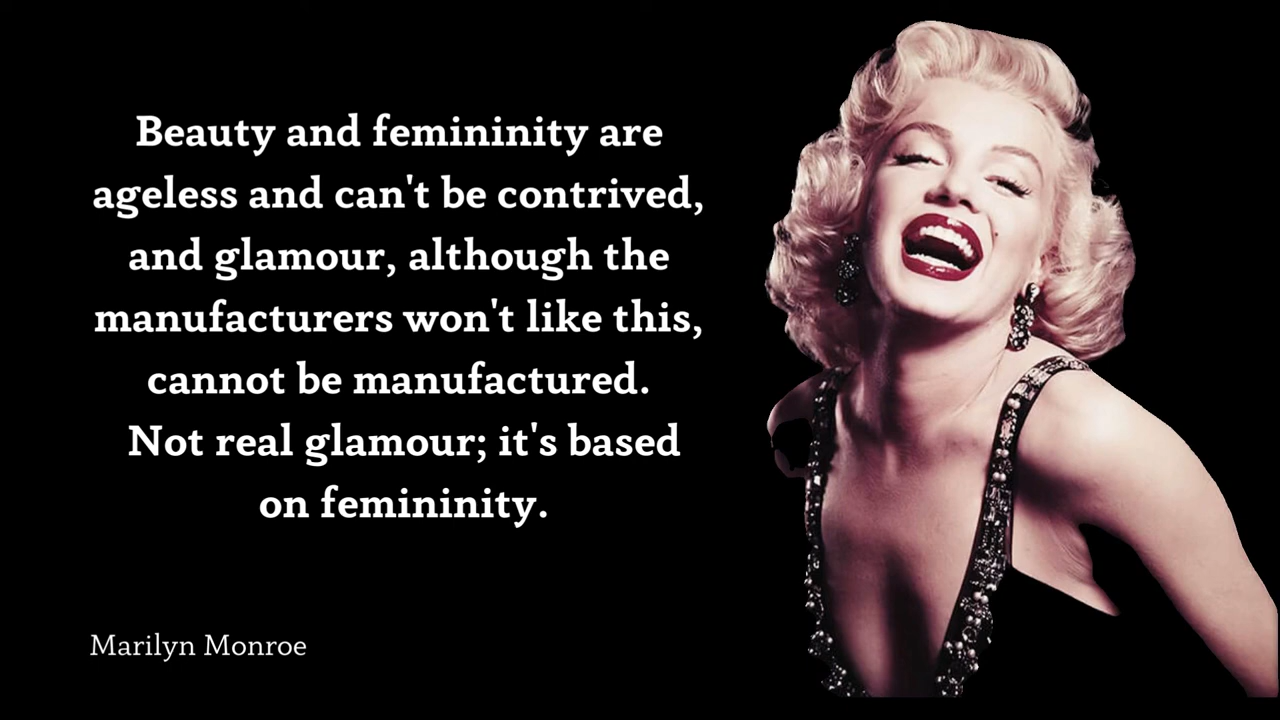 Beauty and femininity are
ageless and can't be contrived,
and glamour, although the
manufacturers won't like this,
cannot be manufactured.
Not real glamour; it's based
on femininity.
Marilyn Monroe